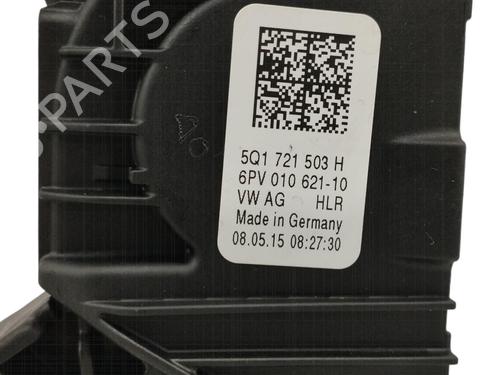 5Q1 721 503 H
6PV 010 621-10
VW AG HLR
Made in Germany
08.05.15 08:27:30